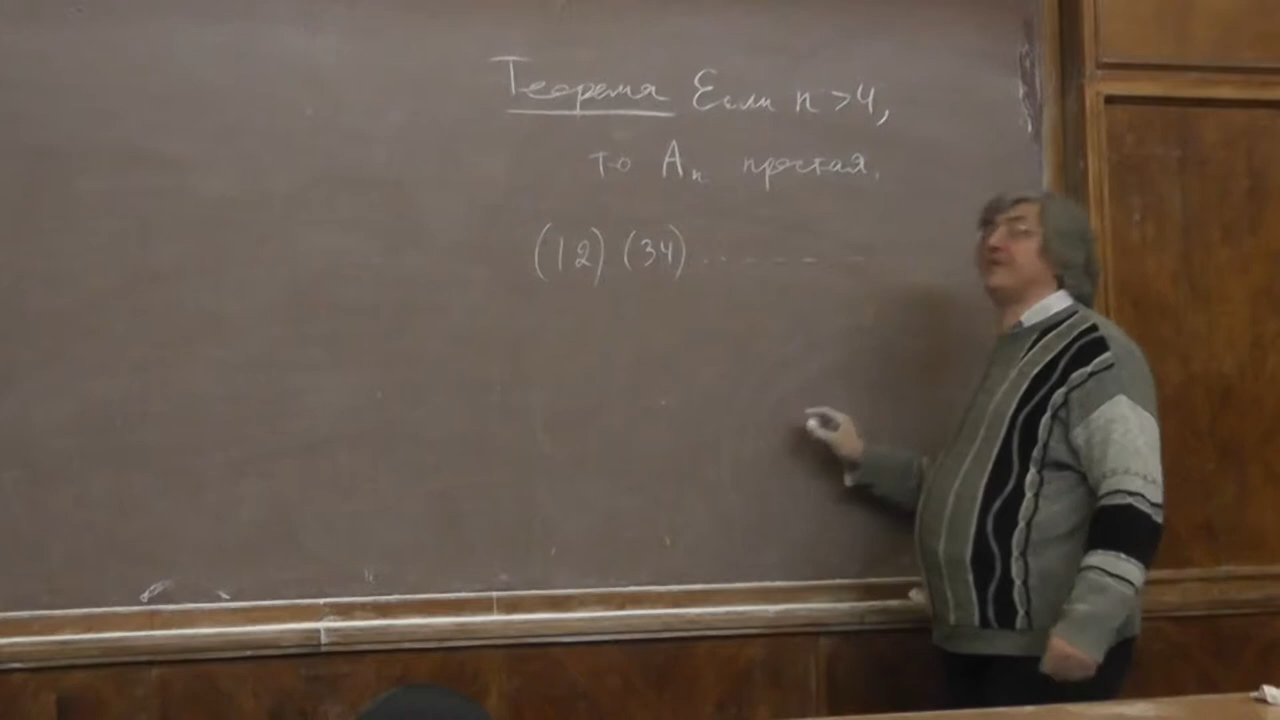 Теорема Если n > 4,
то Aₙ простая.
(12) (34) .. - - - -